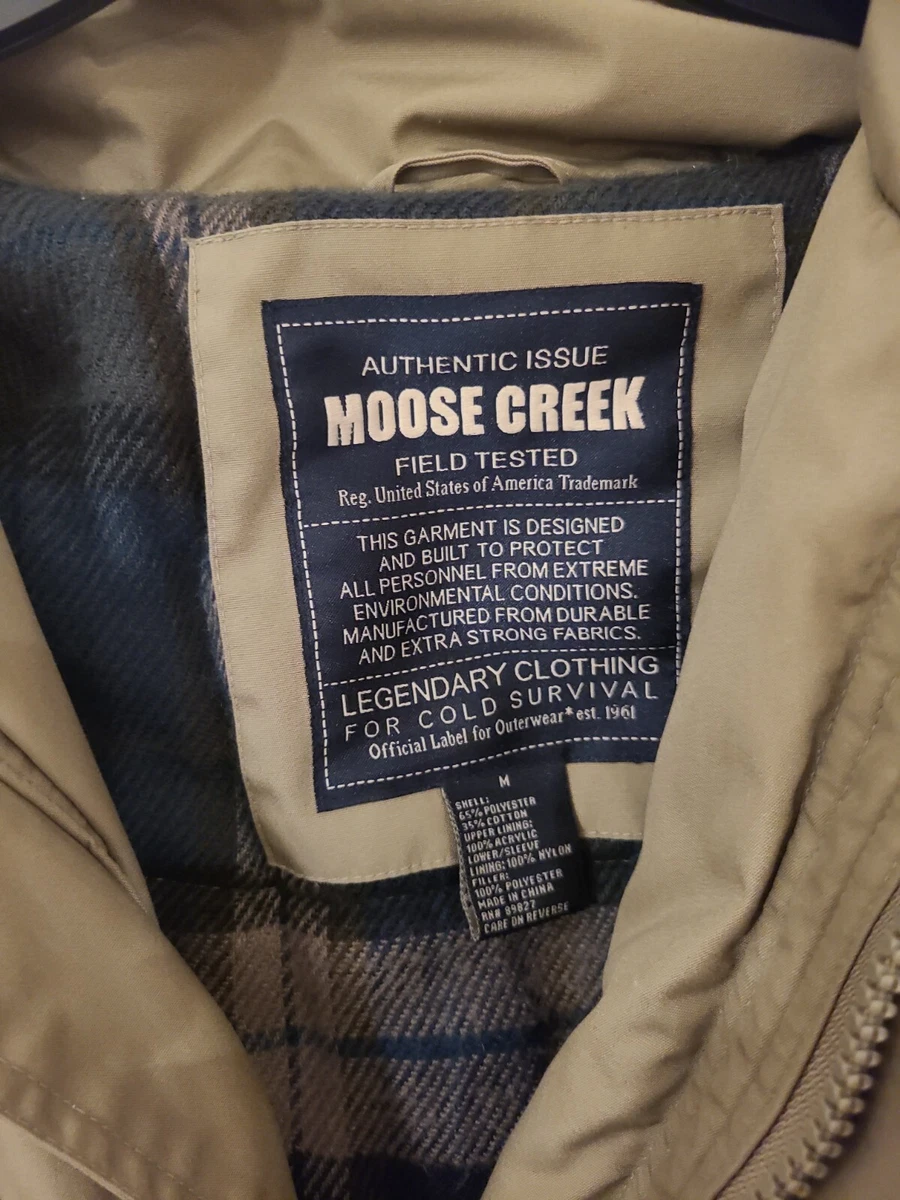 AUTHENTIC ISSUE
MOOSE CREEK
FIELD TESTED
Reg. United States of America Trademark
THIS GARMENT IS DESIGNED
AND BUILT TO PROTECT
ALL PERSONNEL FROM EXTREME
ENVIRONMENTAL CONDITIONS.
MANUFACTURED FROM DURABLE
AND EXTRA STRONG FABRICS.
LEGENDARY CLOTHING
FOR COLD SURVIVAL
Official Label for Outerwear* est. 1961
M
SHELL:
65% POLYESTER
35% COTTON
UPPER LINING:
100% ACRYLIC
LOWER/SLEEVE
LINING: 100% NYLON
FILLER:
100% POLYESTER
MADE IN CHINA
RN# 89827
CARE ON REVERSE